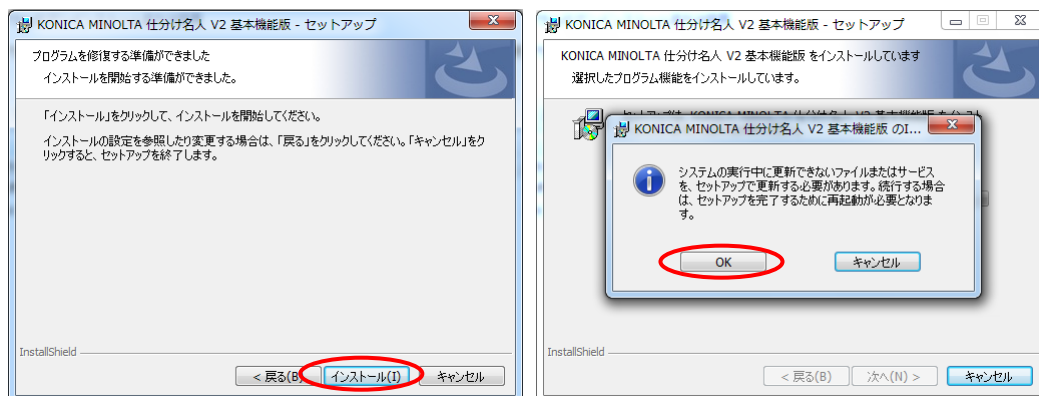 KONICA MINOLTA 仕分け名人 V2 基本機能版 - セットアップ
プログラムを修復する準備ができました
インストールを開始する準備ができました。
「インストール」をクリックして、インストールを開始してください。
インストールの設定を参照したり変更する場合は、「戻る」をクリックしてください。「キャンセル」をク
リックすると、セットアップを終了します。
InstallShield
< 戻る(B)
インストール(I)
キャンセル
KONICA MINOLTA 仕分け名人 V2 基本機能版 - セットアップ
KONICA MINOLTA 仕分け名人 V2 基本機能版 をインストールしています
選択したプログラム機能をインストールしています。
KONICA MINOLTA 仕分け名人 V2 基本機能版 のI...
システムの実行中に更新できないファイルまたはサービス
を、セットアップで更新する必要があります。続行する場合
は、セットアップを完了するために再起動が必要となりま
す。
OK
キャンセル
InstallShield
< 戻る(B)
次へ(N) >
キャンセル